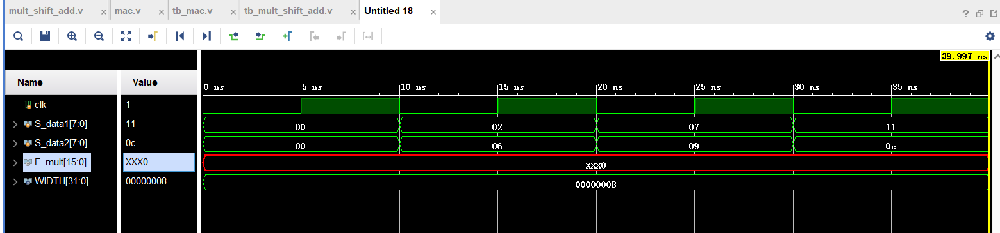 mult_shift_add.v × mac.v × tb_mac.v × tb_mult_shift_add.v × Untitled 18 ×
?
39.997 ns
Name Value
0 ns 5 ns 10 ns 15 ns 20 ns 25 ns 30 ns 35 ns
clk 1
S_data1[7:0] 11 00 02 07 11
S_data2[7:0] 0c 00 06 09 0c
F_mult[15:0] XXX0 XXX0
WIDTH[31:0] 00000008 00000008